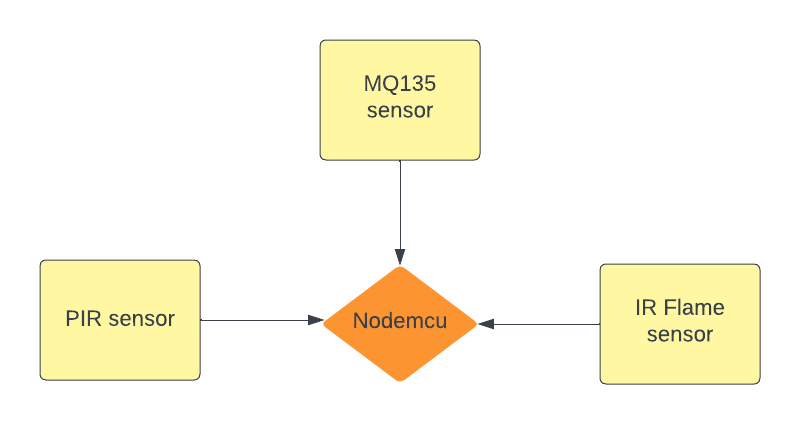 MQ135
sensor
PIR sensor
Nodemcu
IR Flame
sensor